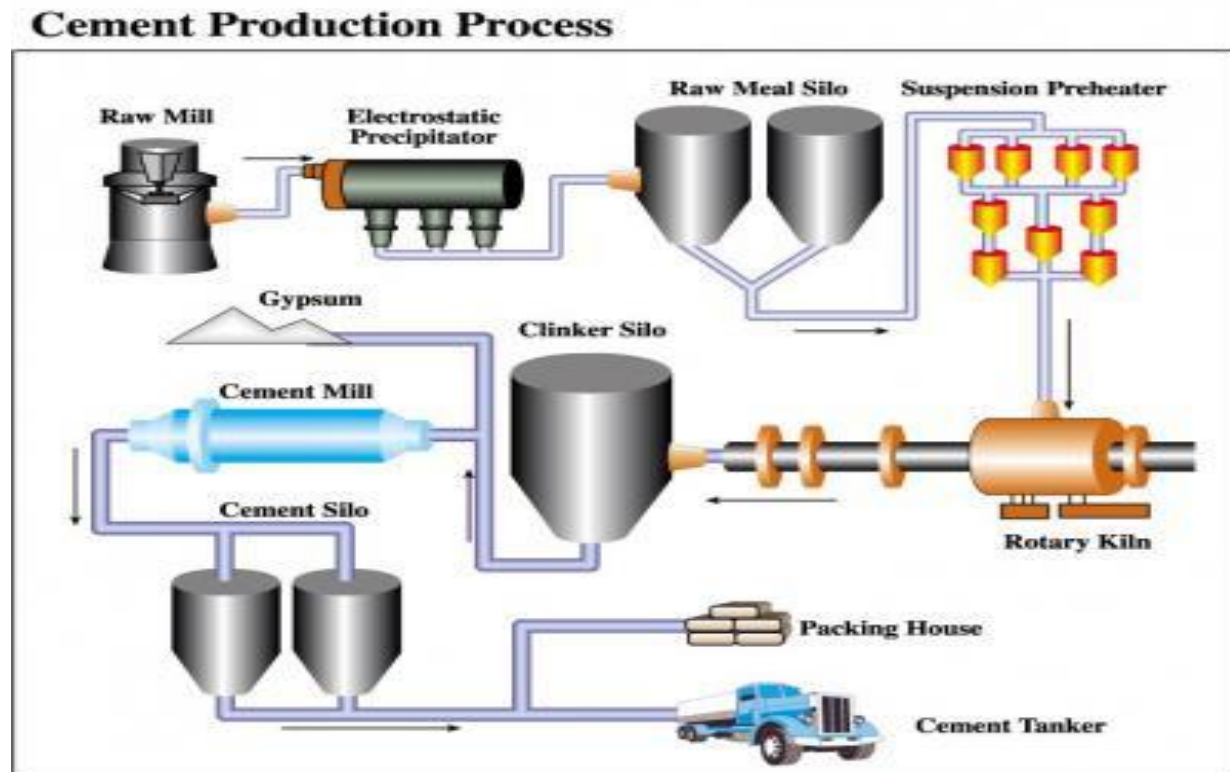 Cement Production Process
Raw Mill
Electrostatic
Precipitator
Raw Meal Silo
Suspension Preheater
Gypsum
Clinker Silo
Cement Mill
Cement Silo
Rotary Kiln
Packing House
Cement Tanker